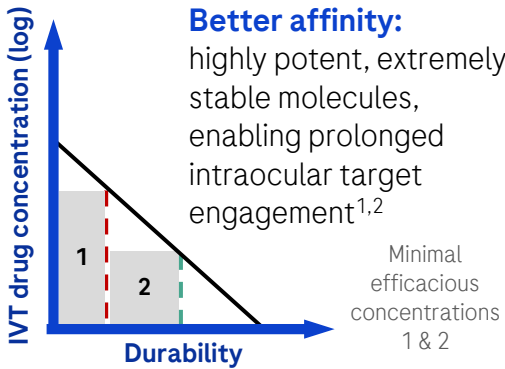 IVT drug concentration (log)
Better affinity:
highly potent, extremely
stable molecules,
enabling prolonged
intraocular target
engagement1,2
1
2
Minimal
efficacious
concentrations
1 & 2
Durability